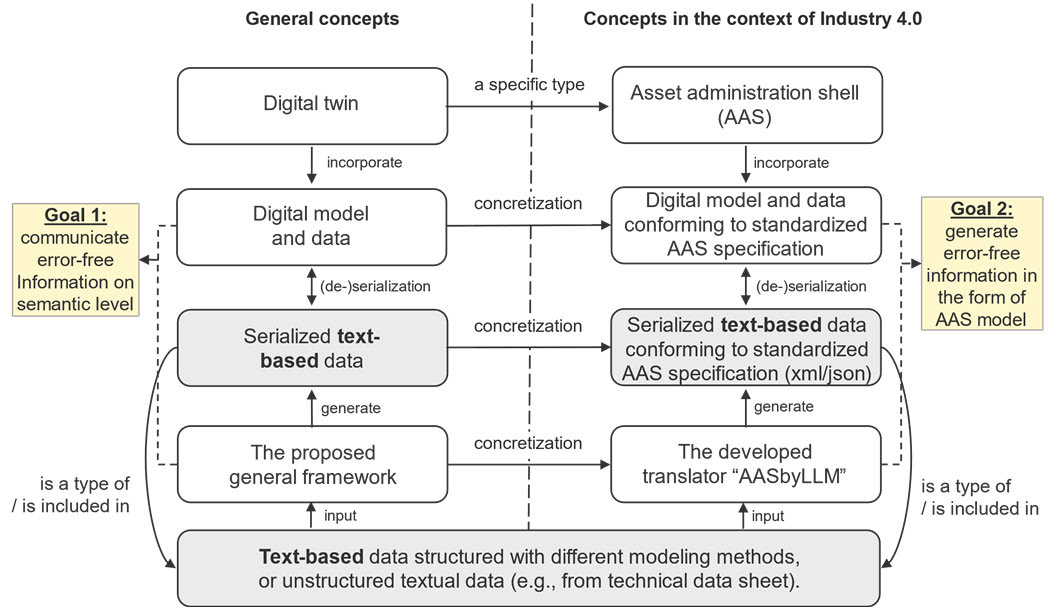 General concepts
Concepts in the context of Industry 4.0
Digital twin
a specific type
Asset administration shell
(AAS)
incorporate
incorporate
Goal 1:
communicate
error-free
Information on
semantic level
Digital model
and data
concretization
Digital model and data
conforming to standardized
AAS specification
Goal 2:
generate
error-free
information in
the form of
AAS model
(de-)serialization
(de-)serialization
Serialized text-
based data
concretization
Serialized text-based data
conforming to standardized
AAS specification (xml/json)
generate
generate
The proposed
general framework
concretization
The developed
translator “AASbyLLM”
is a type of
/ is included in
is a type of
/ is included in
input
input
Text-based data structured with different modeling methods,
or unstructured textual data (e.g., from technical data sheet).